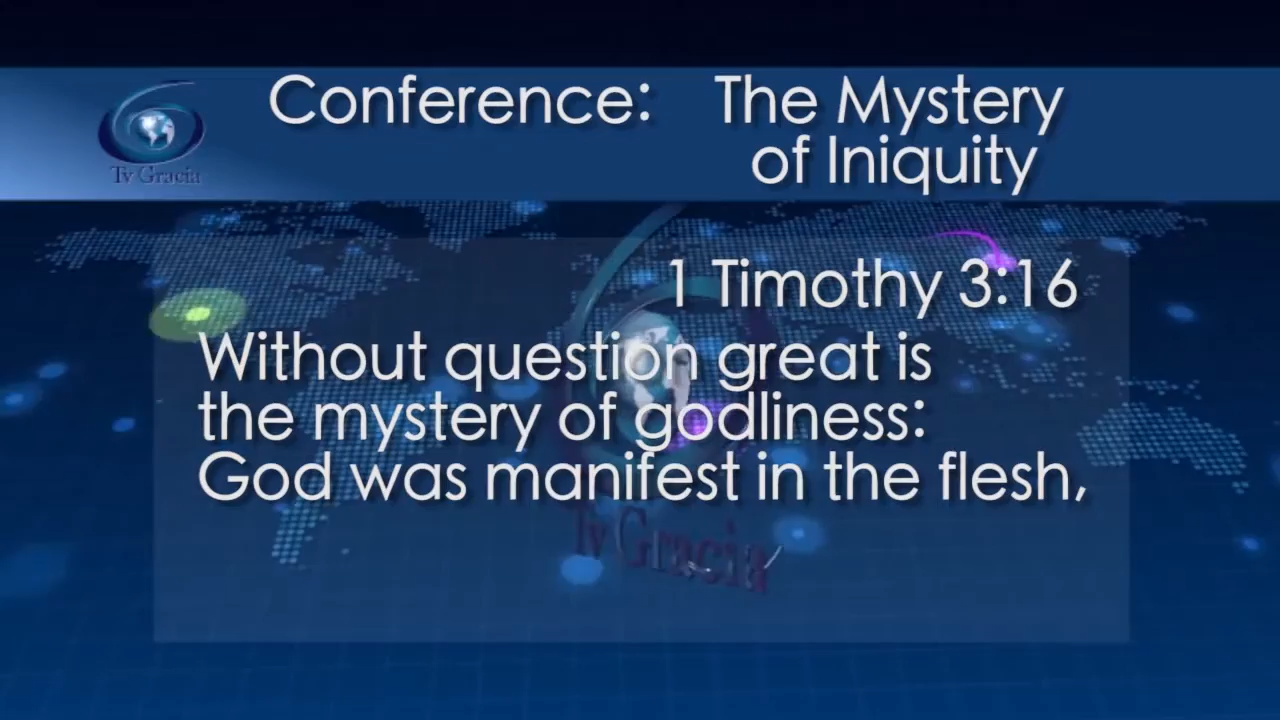 Conference: The Mystery
of Iniquity
Tv Gracia
1 Timothy 3:16
Without question great is
the mystery of godliness:
God was manifest in the flesh,
Tv Gracia